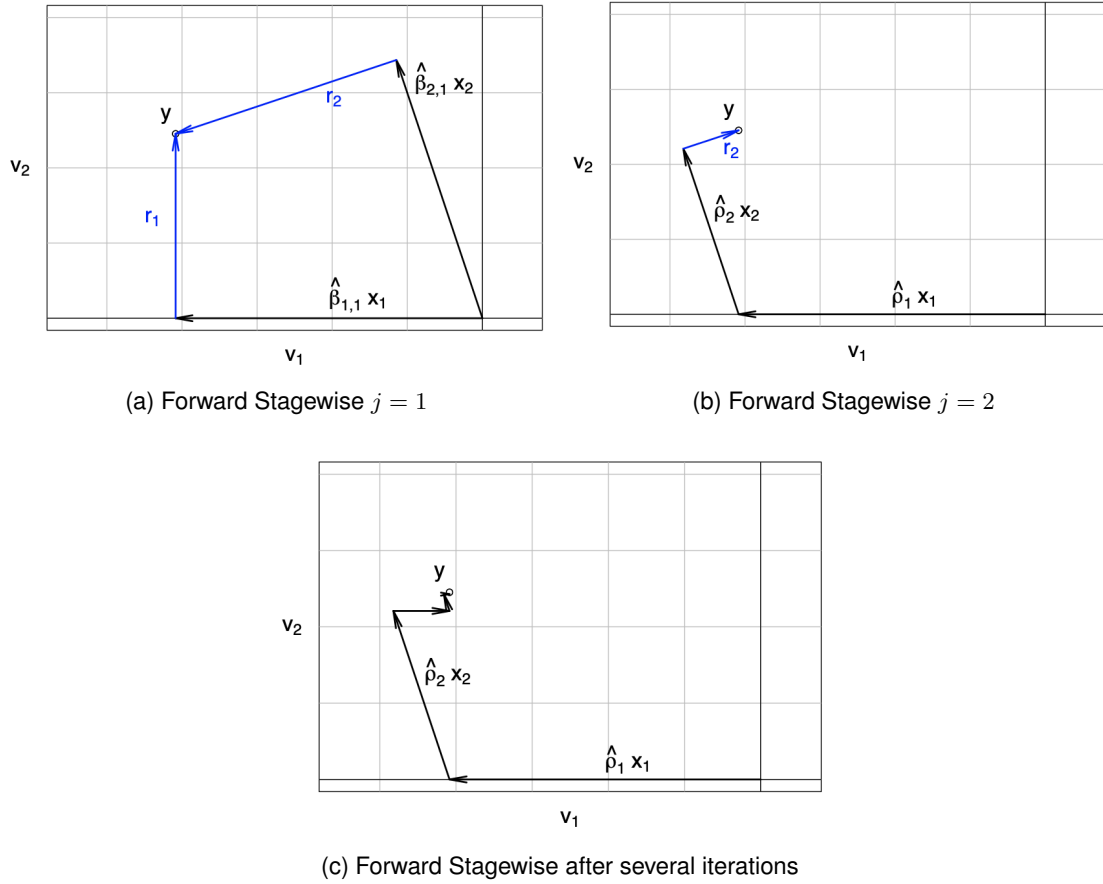 β̂₂,₁ x₂
r₂
y
v₂
r₁
β̂₁,₁ x₁
v₁
(a) Forward Stagewise j = 1
y
r₂
v₂
ρ̂₂ x₂
ρ̂₁ x₁
v₁
(b) Forward Stagewise j = 2
y
v₂
ρ̂₂ x₂
ρ̂₁ x₁
v₁
(c) Forward Stagewise after several iterations